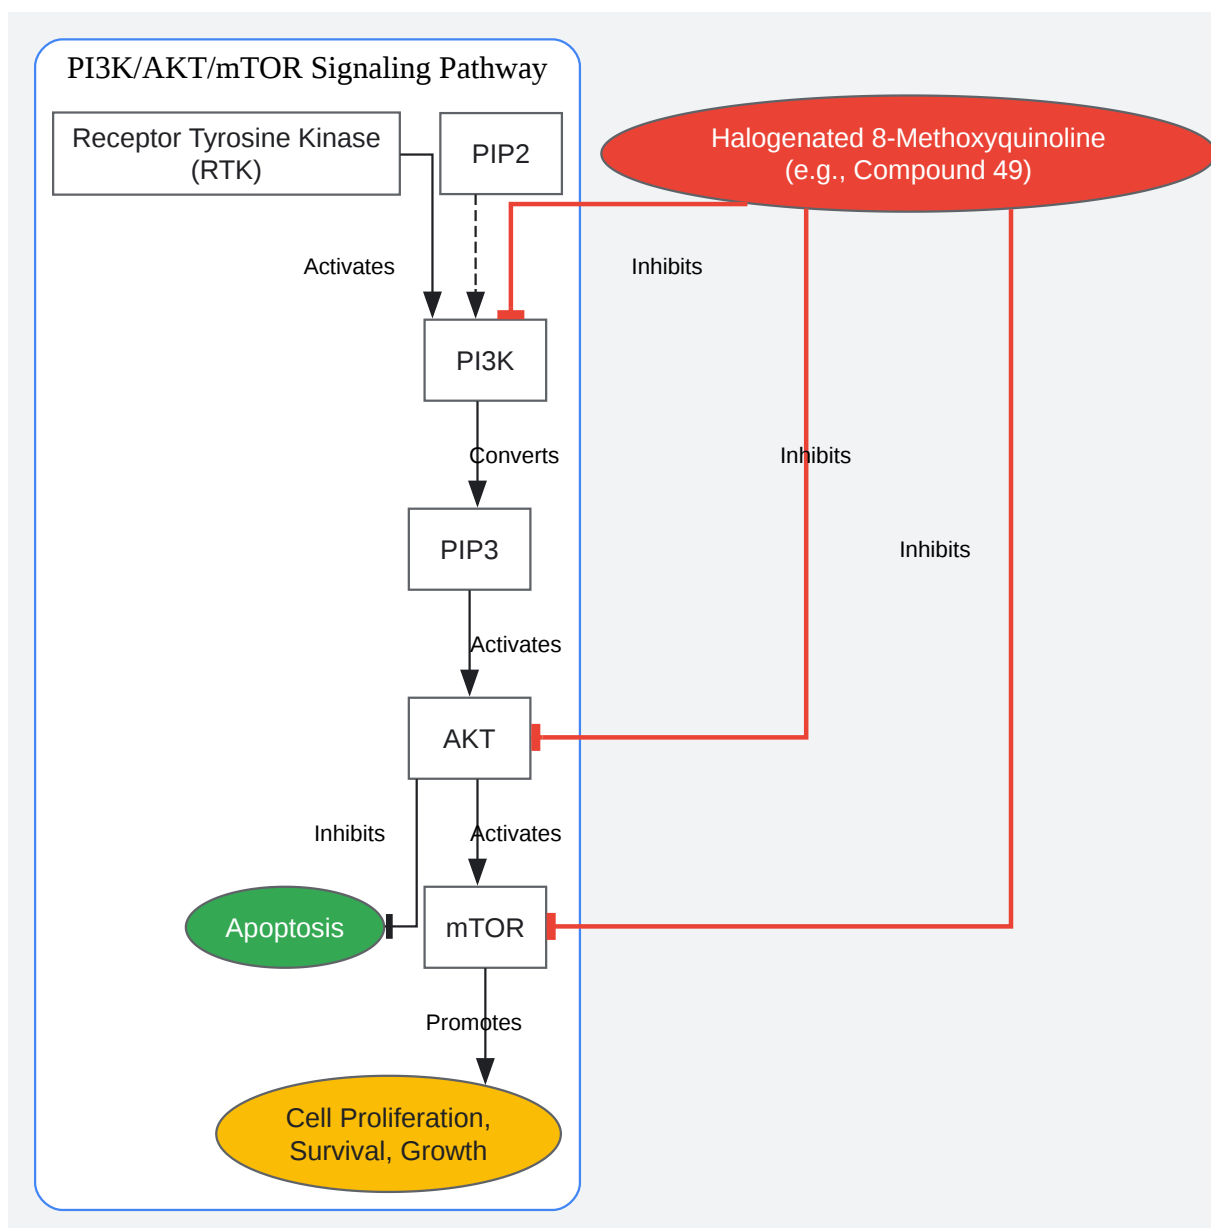 PI3K/AKT/mTOR Signaling Pathway
Receptor Tyrosine Kinase
(RTK)
PIP2
Halogenated 8-Methoxyquinoline
(e.g., Compound 49)
Activates
Inhibits
PI3K
Converts
Inhibits
PIP3
Inhibits
Activates
AKT
Inhibits
Activates
Apoptosis
mTOR
Promotes
Cell Proliferation,
Survival, Growth